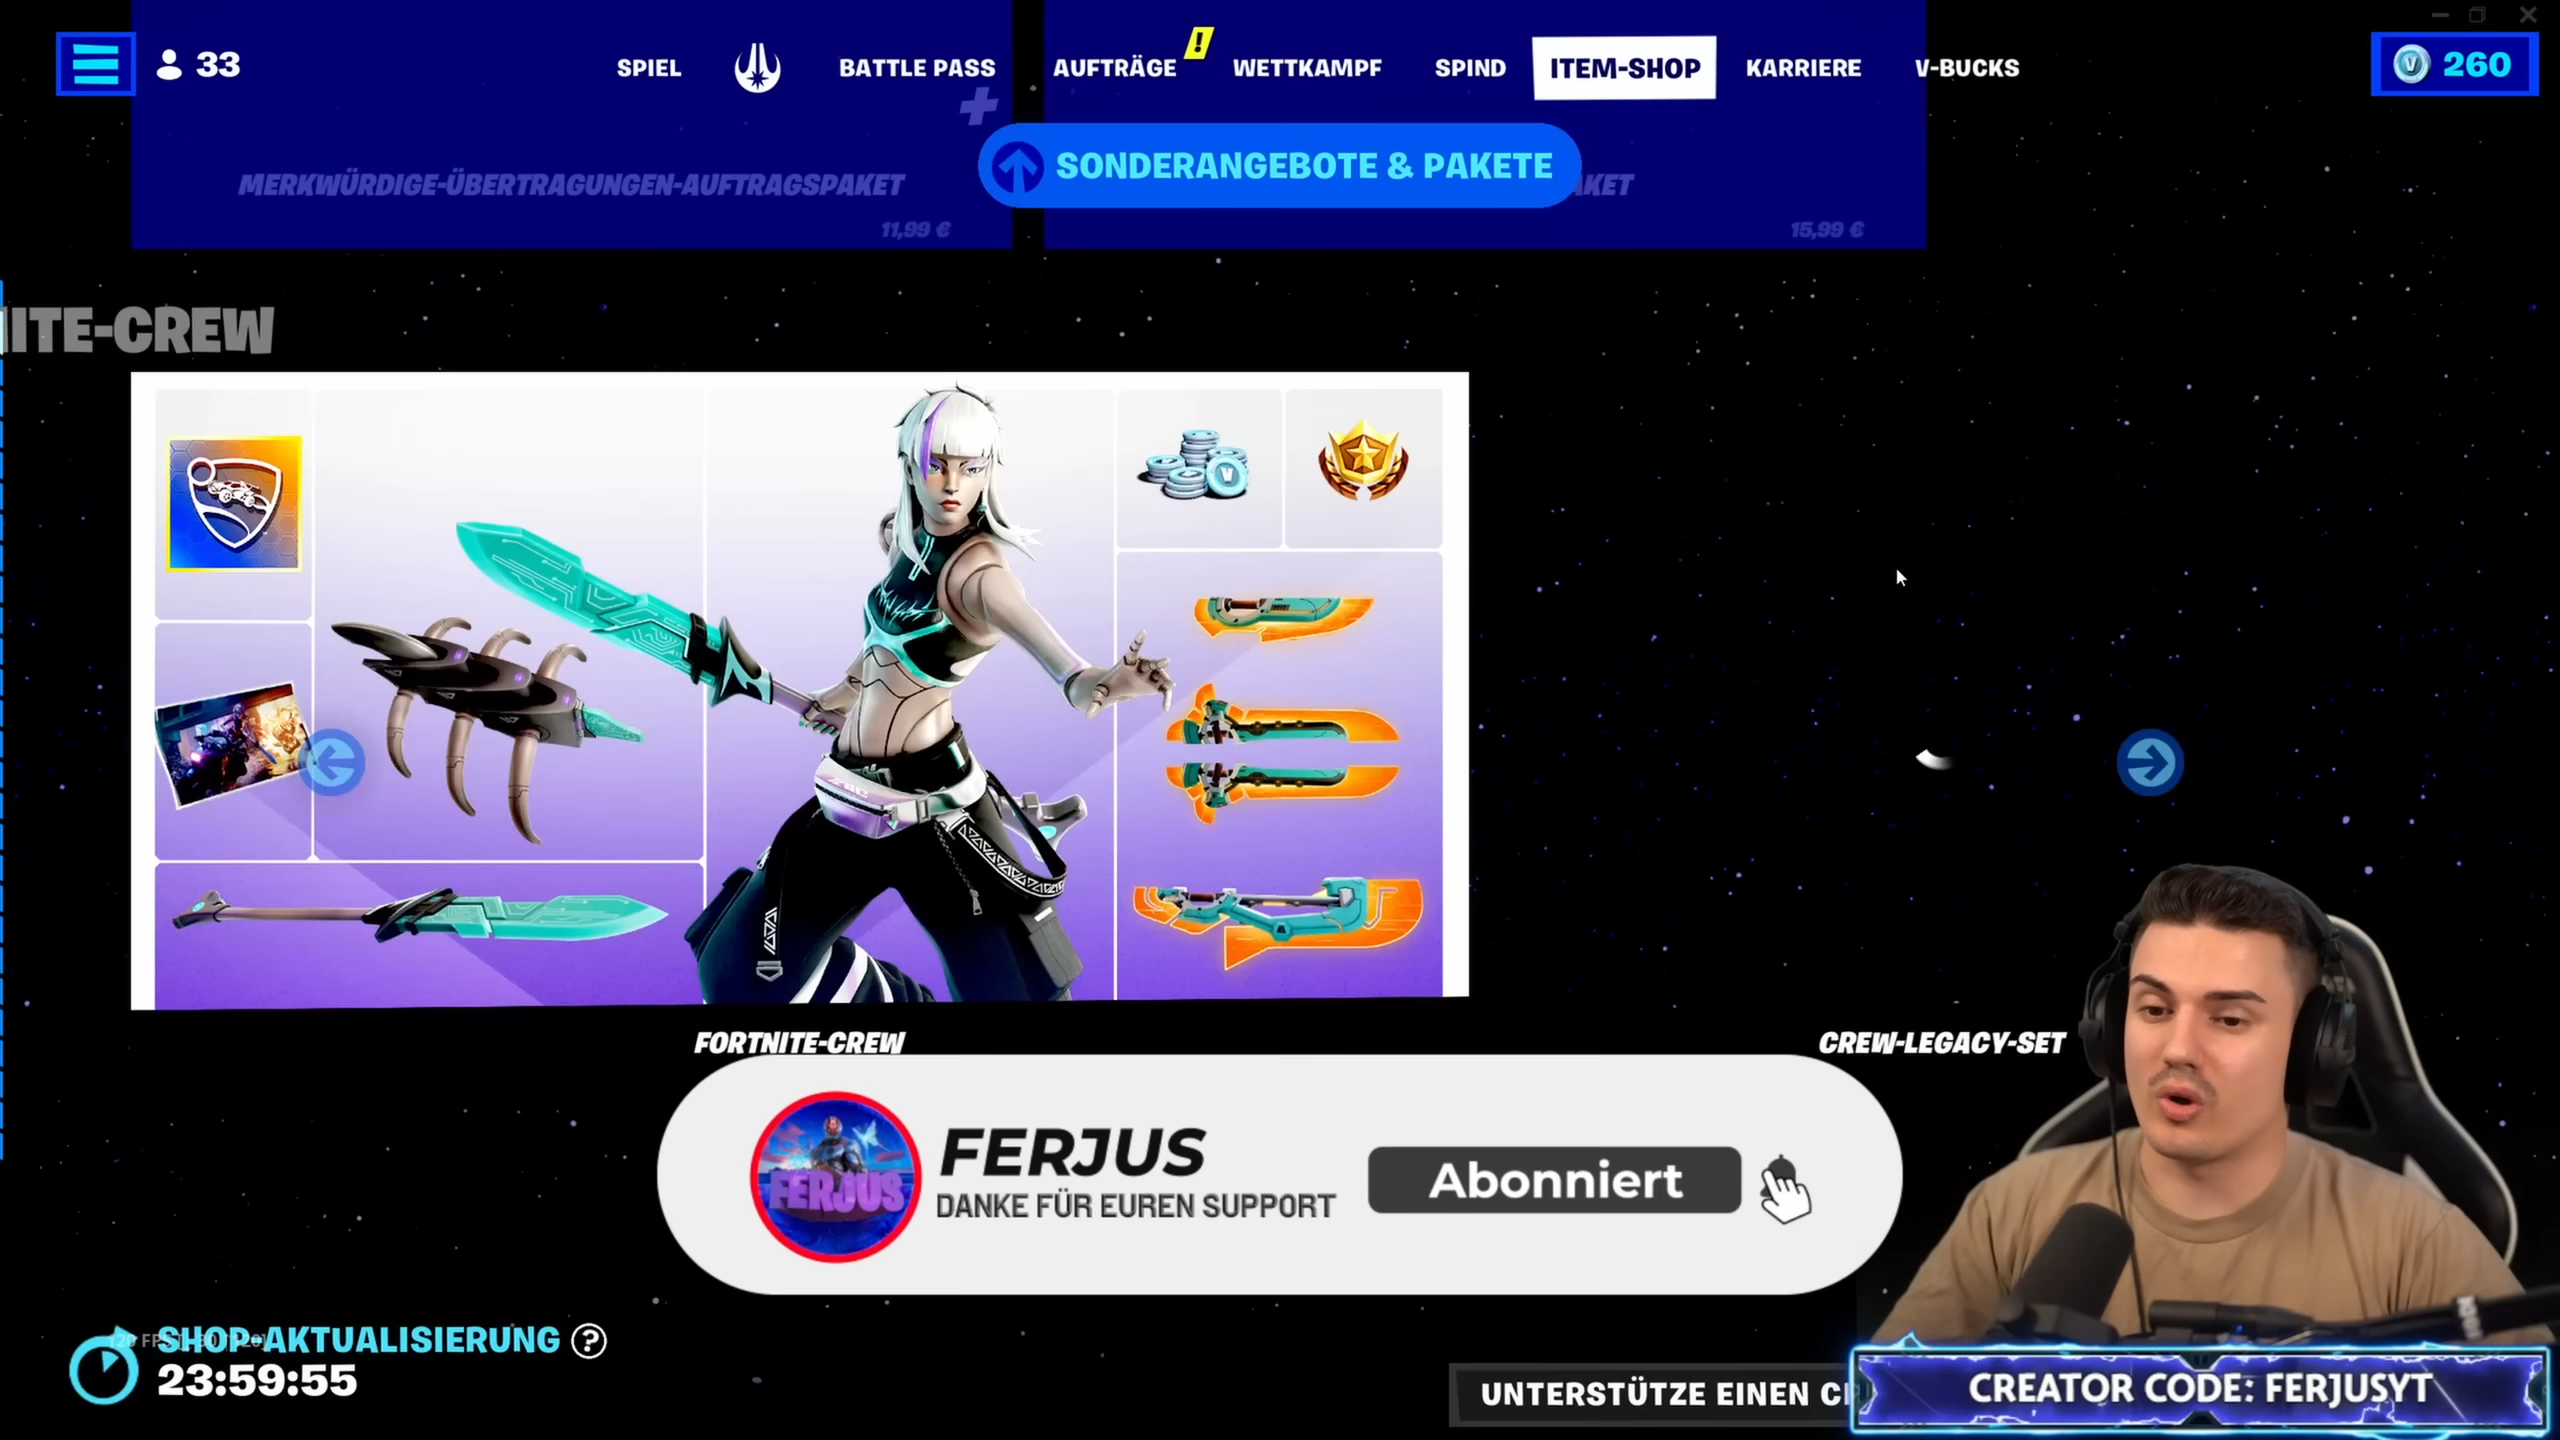 33
SPIEL
BATTLE PASS
AUFTRÄGE
!
WETTKAMPF
SPIND
ITEM-SHOP
KARRIERE
V-BUCKS
260
SONDERANGEBOTE & PAKETE
MERKWÜRDIGE-ÜBERTRAGUNGEN-AUFTRAGSPAKET
11,99 €
AKET
15,99 €
NITE-CREW
FORTNITE-CREW
CREW-LEGACY-SET
FERJUS
FERJUS
DANKE FÜR EUREN SUPPORT
Abonniert
SHOP-AKTUALISIERUNG ?
23:59:55
UNTERSTÜTZE EINEN
CREATOR CODE: FERJUSYT